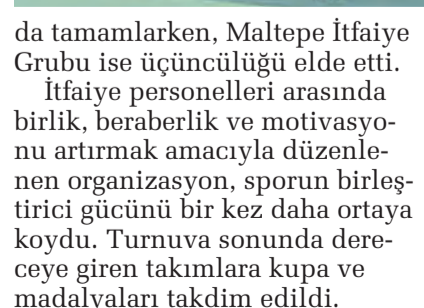 da tamamlarken, Maltepe İtfaiye
Grubu ise üçüncülüğü elde etti.
İtfaiye personelleri arasında
birlik, beraberlik ve motivasyo-
nu artırmak amacıyla düzenle-
nen organizasyon, sporun birleş-
tirici gücünü bir kez daha ortaya
koydu. Turnuva sonunda dere-
ceye giren takımlara kupa ve
madalyaları takdim edildi.